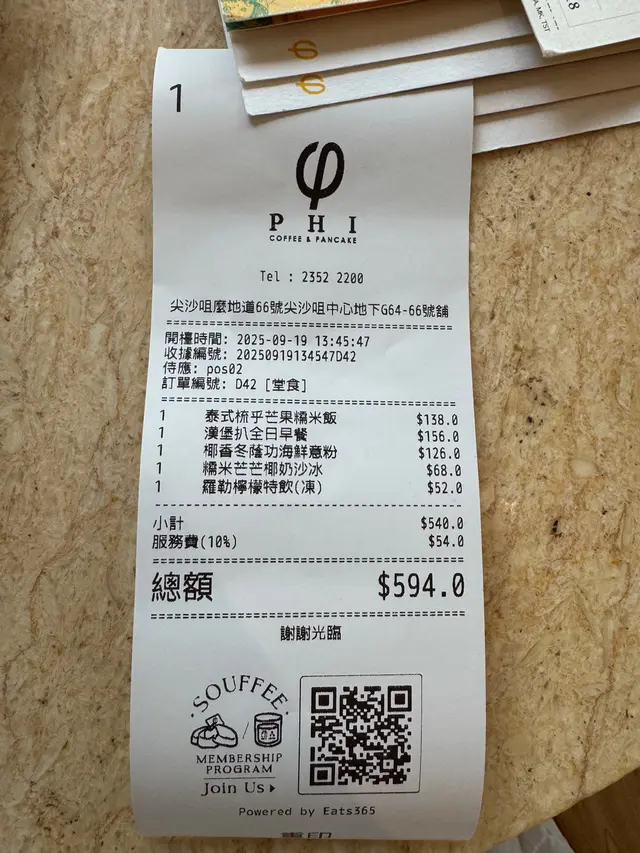 φ
φ
A, MK, TST
8
1
φ
PHI
COFFEE & PANCAKE
Tel : 2352 2200
尖沙咀麼地道66號尖沙咀中心地下G64-66號舖
開檯時間: 2025-09-19 13:45:47
收據編號: 20250919134547D42
侍應: pos02
訂單編號: D42 [堂食]
1 泰式梳乎芒果糯米飯 $138.0
1 漢堡扒全日早餐 $156.0
1 椰香冬蔭功海鮮意粉 $126.0
1 糯米芒芒椰奶沙冰 $68.0
1 羅勒檸檬特飲(凍) $52.0
小計 $540.0
服務費(10%) $54.0
總額 $594.0
謝謝光臨
·SOUFFEE·
MEMBERSHIP
PROGRAM
Join Us
Powered by Eats365
重印